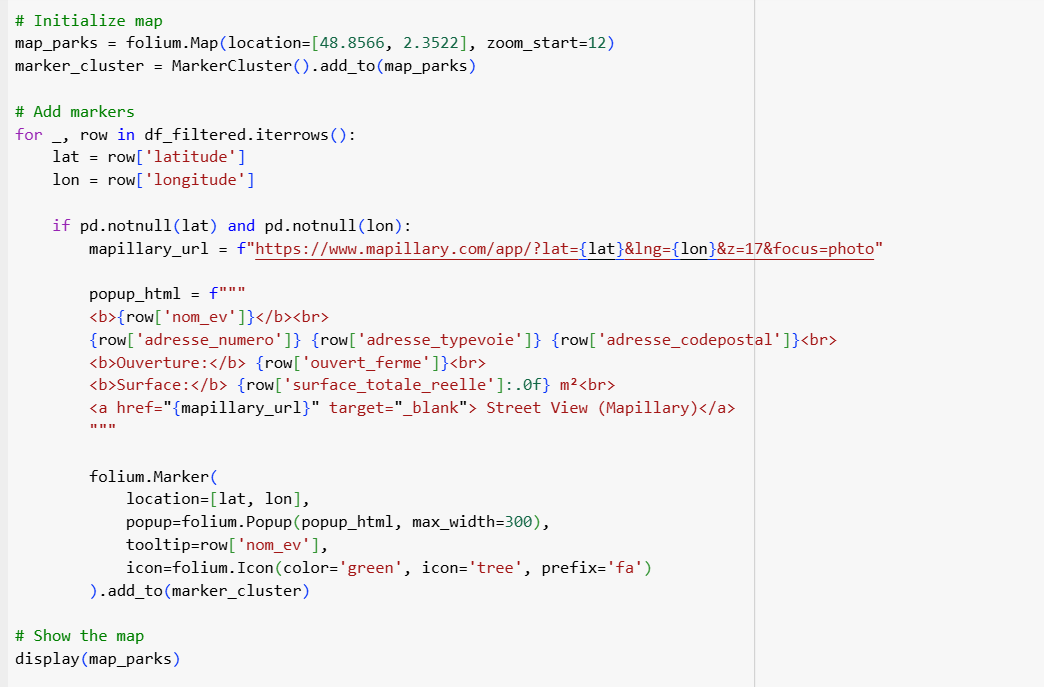 # Initialize map
map_parks = folium.Map(location=[48.8566, 2.3522], zoom_start=12)
marker_cluster = MarkerCluster().add_to(map_parks)
# Add markers
for _, row in df_filtered.iterrows():
    lat = row['latitude']
    lon = row['longitude']
    if pd.notnull(lat) and pd.notnull(lon):
        mapillary_url = f"https://www.mapillary.com/app/?lat={lat}&lng={lon}&z=17&focus=photo"
        popup_html = f"""
        <b>{row['nom_ev']}</b><br>
        {row['adresse_numero']} {row['adresse_typevoie']} {row['adresse_codepostal']}<br>
        <b>Ouverture:</b> {row['ouvert_ferme']}<br>
        <b>Surface:</b> {row['surface_totale_reelle']:.0f} m²<br>
        <a href="{mapillary_url}" target="_blank"> Street View (Mapillary)</a>
        """
        folium.Marker(
            location=[lat, lon],
            popup=folium.Popup(popup_html, max_width=300),
            tooltip=row['nom_ev'],
            icon=folium.Icon(color='green', icon='tree', prefix='fa')
        ).add_to(marker_cluster)
# Show the map
display(map_parks)